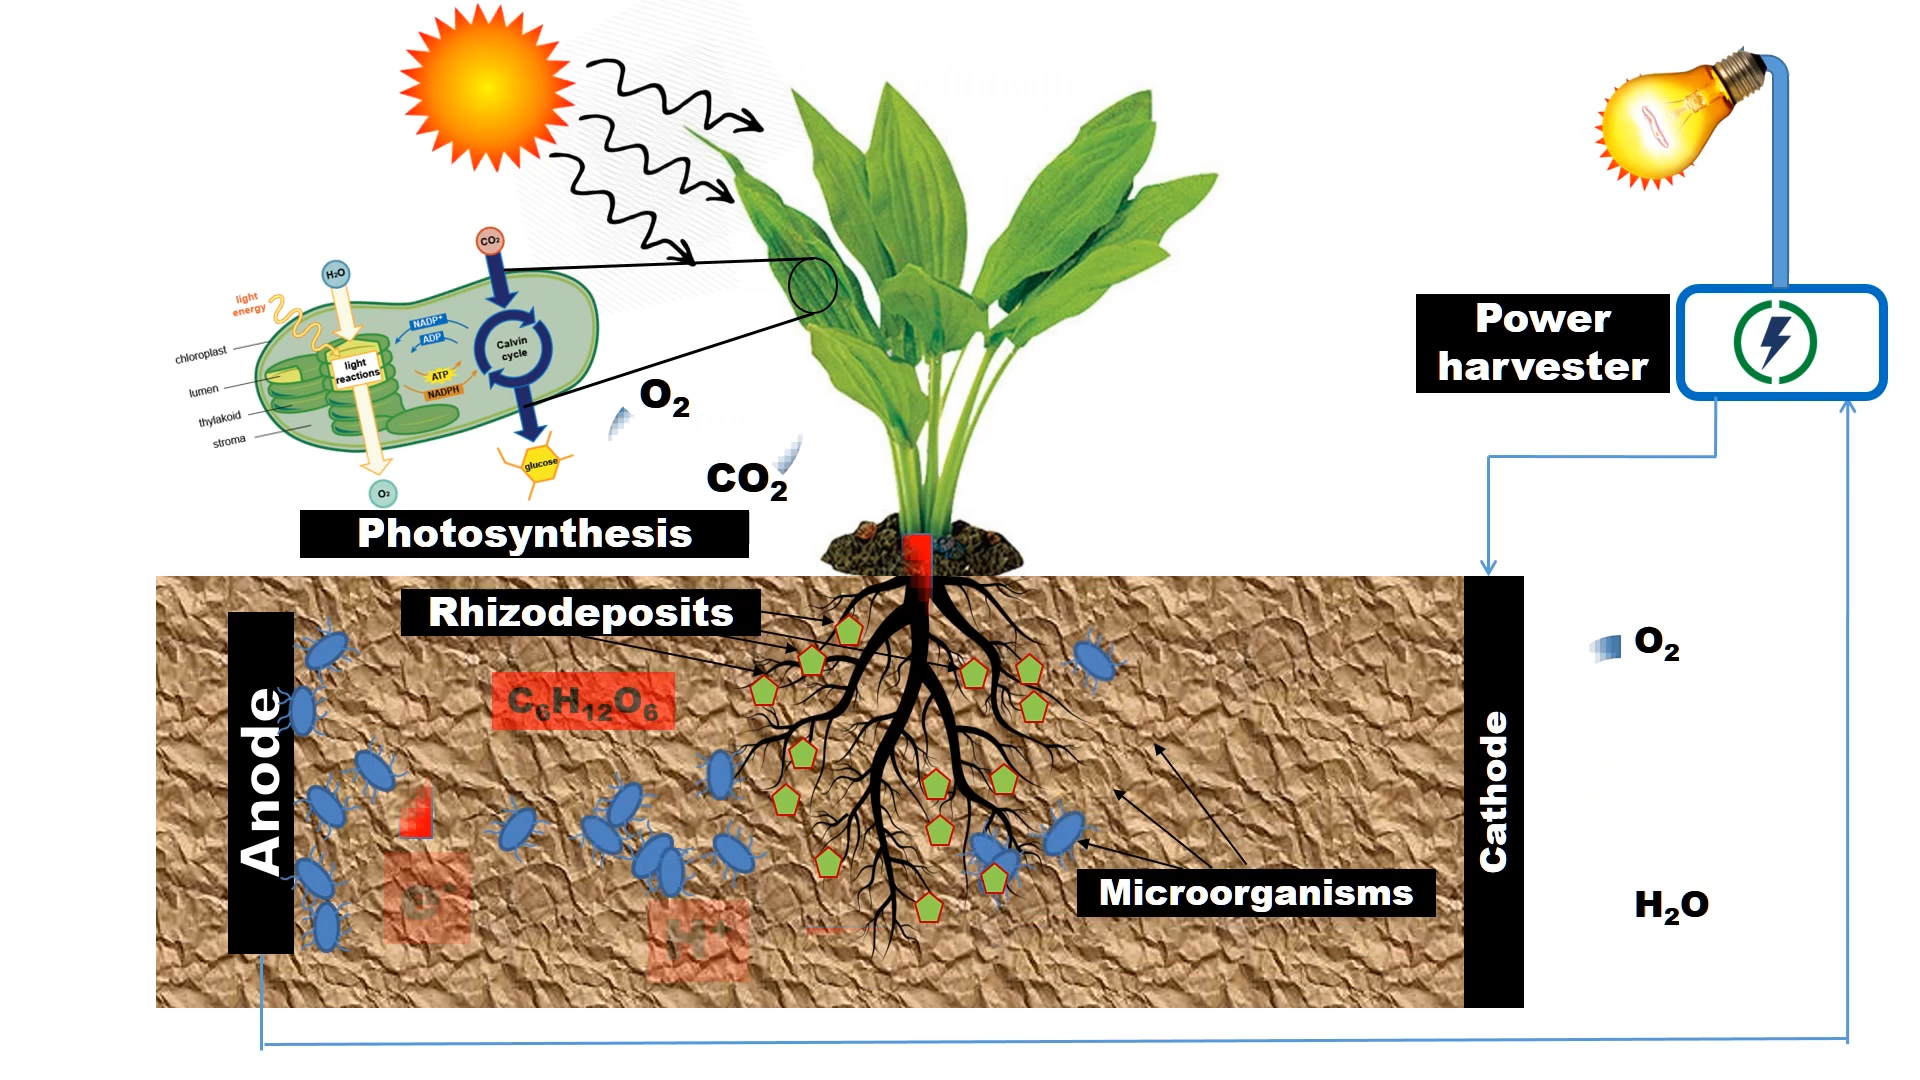 CO₂
H₂O
light
energy
NADP⁺
ADP
chloroplast
Calvin
cycle
light
reactions
lumen
ATP
NADPH
thylakoid
stroma
glucose
O₂
O₂
CO₂
Photosynthesis
Power
harvester
Rhizodeposits
C₆H₁₂O₆
Anode
e⁻
H⁺
Microorganisms
Cathode
O₂
H₂O